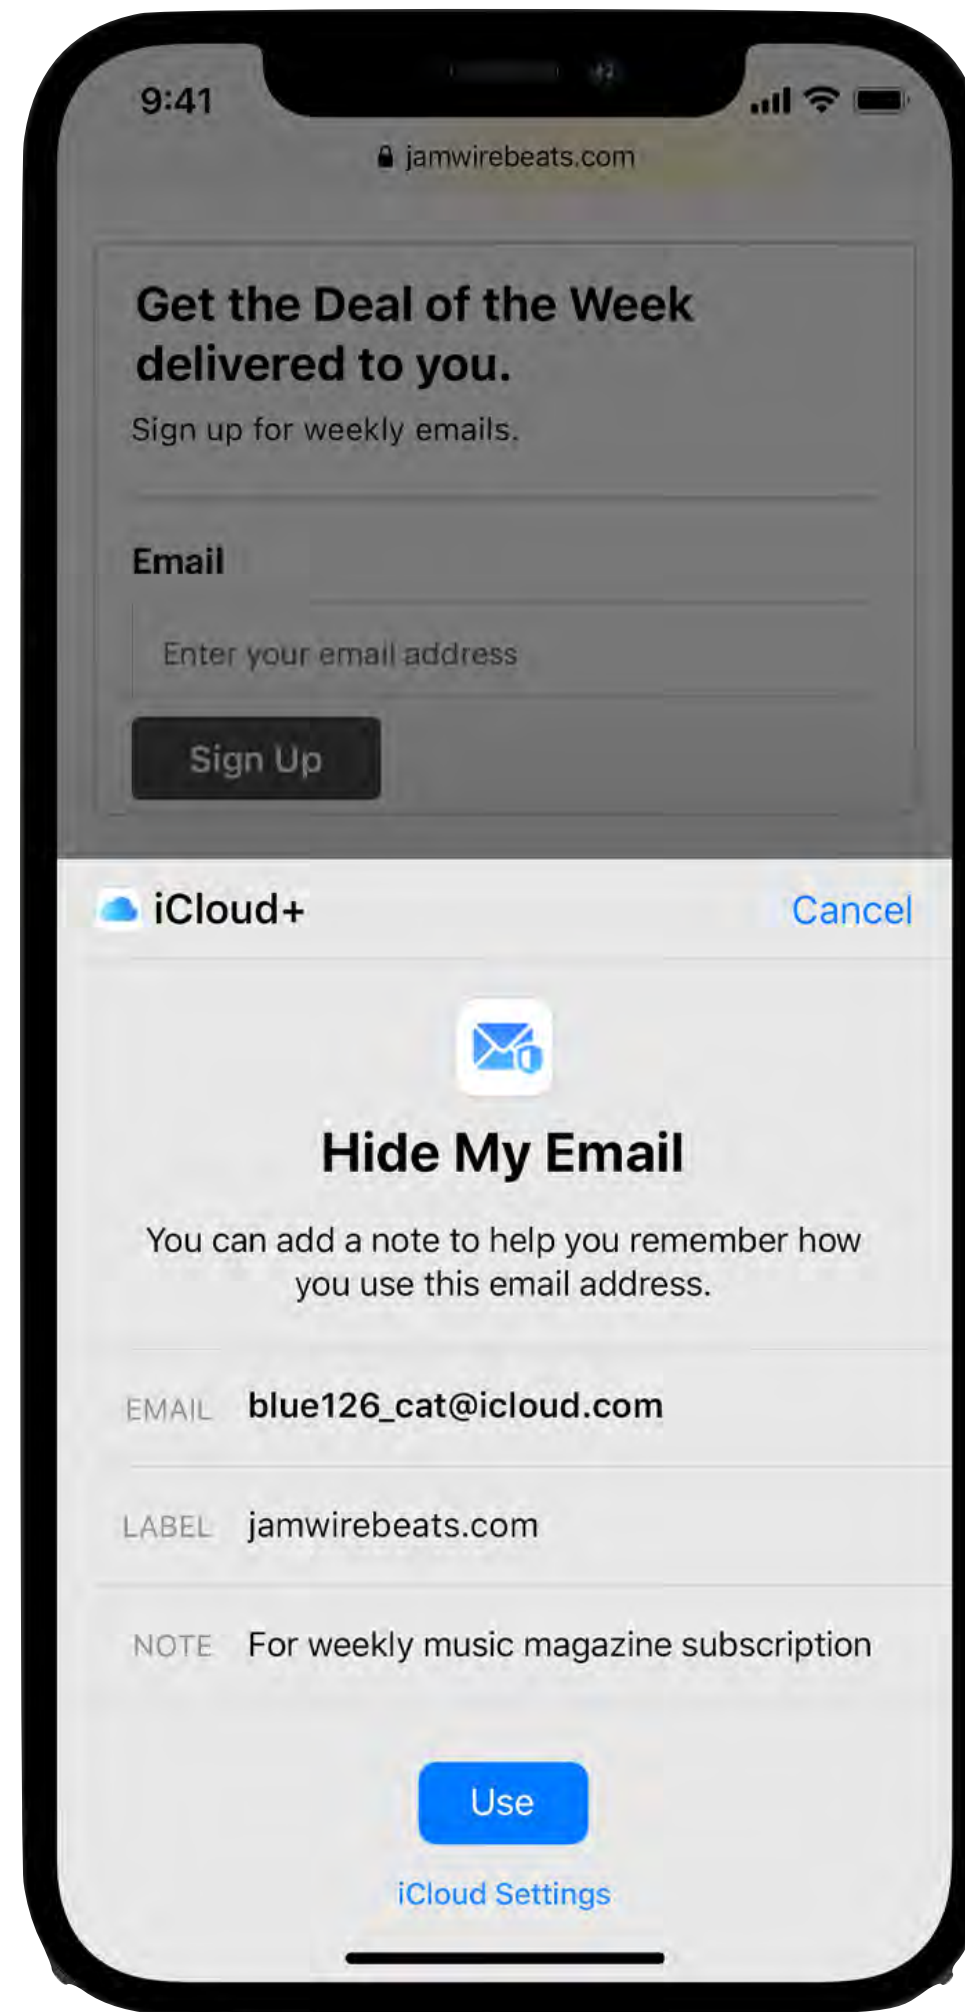 9:41
jamwirebeats.com
Get the Deal of the Week
delivered to you.
Sign up for weekly emails.
Email
Enter your email address
Sign Up
iCloud+
Cancel
Hide My Email
You can add a note to help you remember how
you use this email address.
EMAIL blue126_cat@icloud.com
LABEL jamwirebeats.com
NOTE For weekly music magazine subscription
Use
iCloud Settings